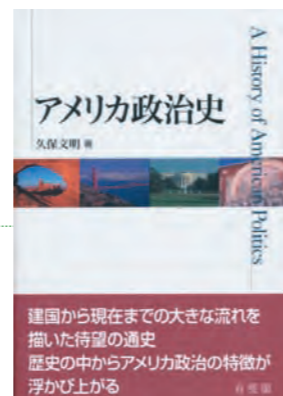 A History of American Politics
アメリカ政治史
久保文明 著
建国から現在までの大きな流れを
描いた待望の通史
歴史の中からアメリカ政治の特徴が
浮かび上がる
有斐閣